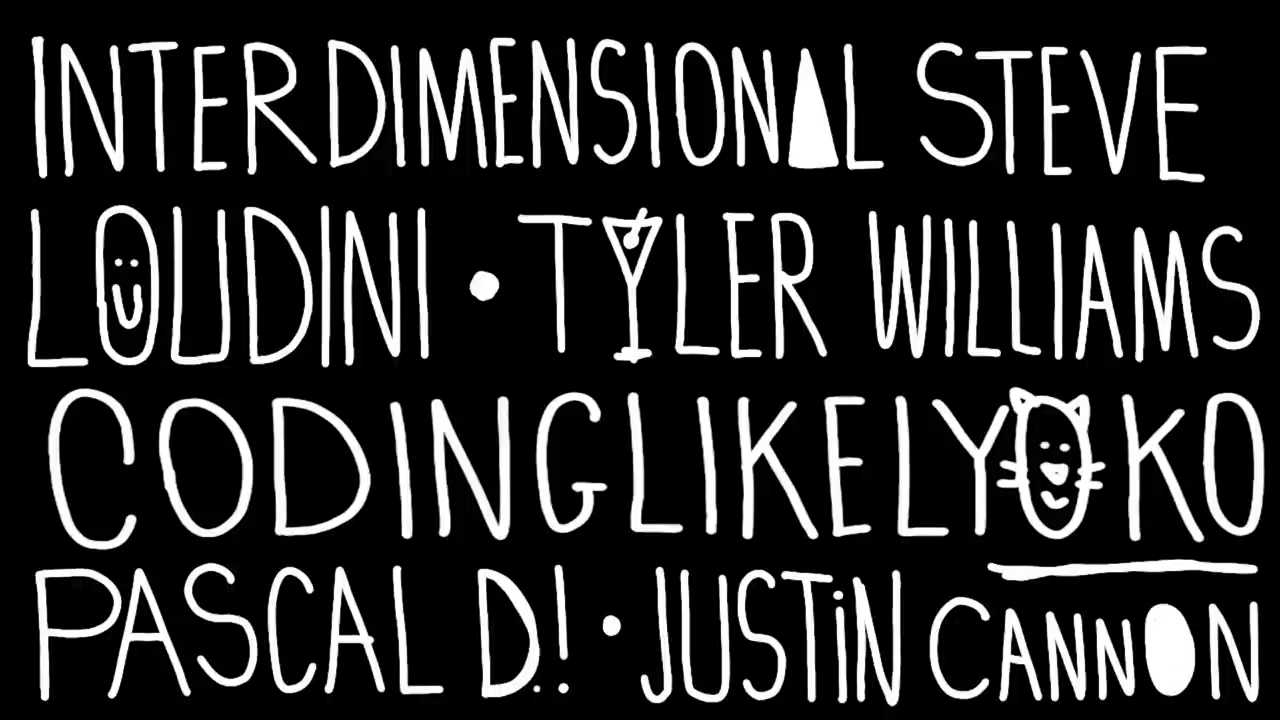 INTERDIMENSIONAL STEVE
LOUDINI • TYLER WILLIAMS
CODINGLIKELYOKO
PASCAL D.! • JUSTiN CANNON